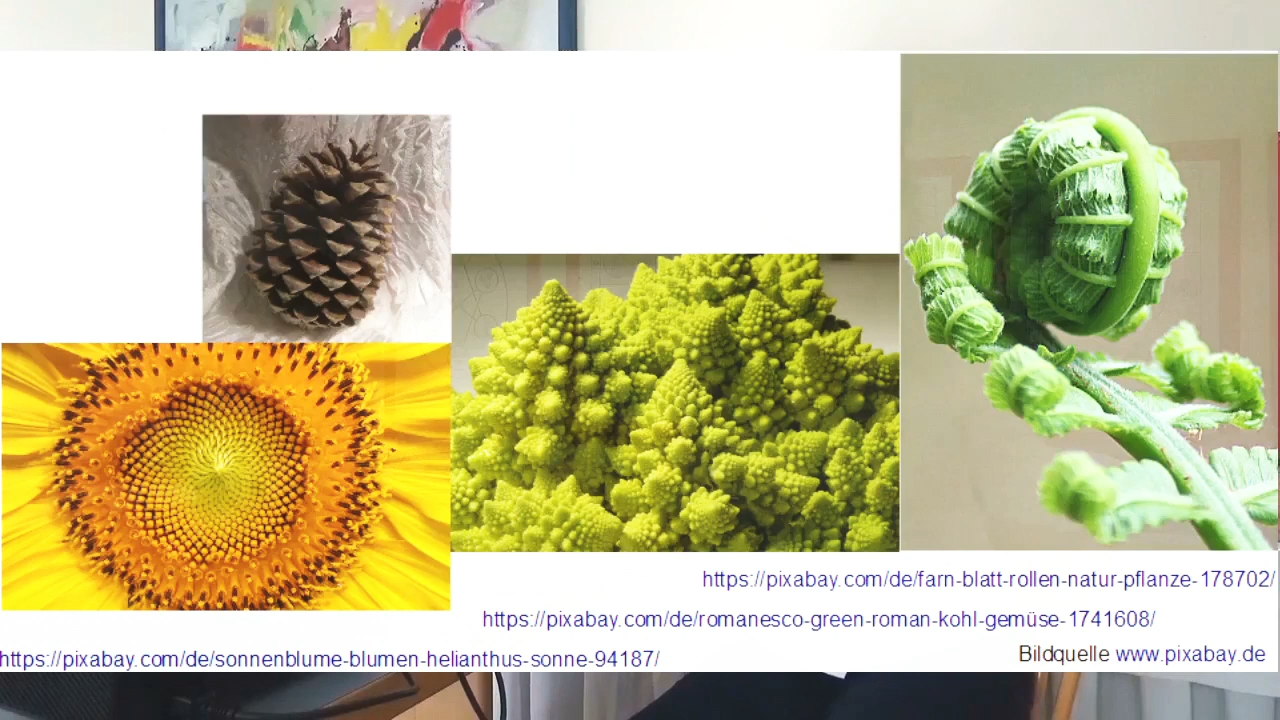 https://pixabay.com/de/farn-blatt-rollen-natur-pflanze-178702/
https://pixabay.com/de/romanesco-green-roman-kohl-gemüse-1741608/
https://pixabay.com/de/sonnenblume-blumen-helianthus-sonne-94187/
Bildquelle www.pixabay.de